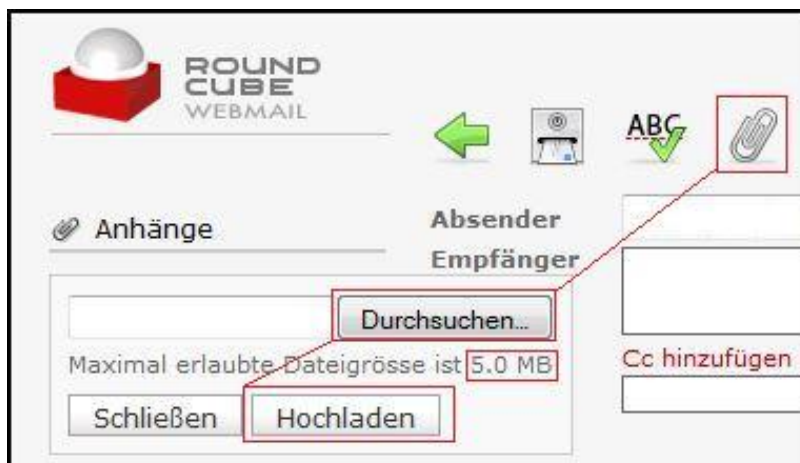 ROUND
CUBE
WEBMAIL
ABC
Anhänge
Absender
Empfänger
Durchsuchen...
Maximal erlaubte Dateigrösse ist 5.0 MB
Cc hinzufügen
Schließen
Hochladen